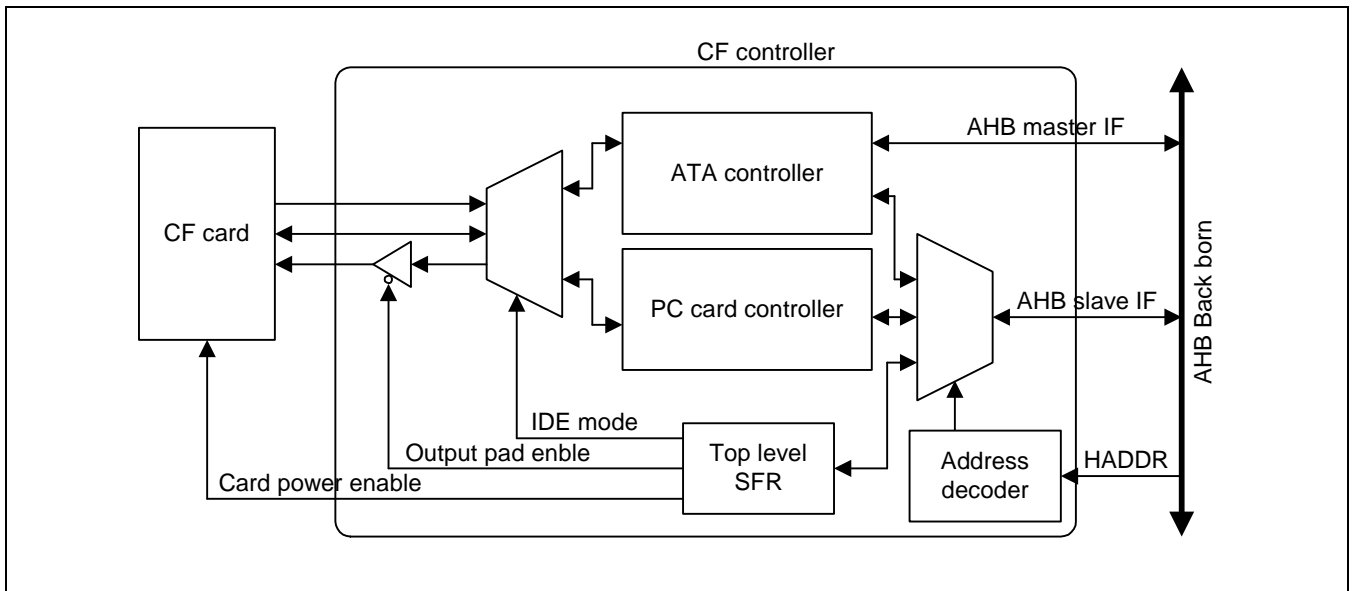 CF controller
AHB master IF
ATA controller
CF card
PC card controller
AHB slave IF
AHB Back born
IDE mode
Output pad enble
Card power enable
Top level
SFR
Address
decoder
HADDR